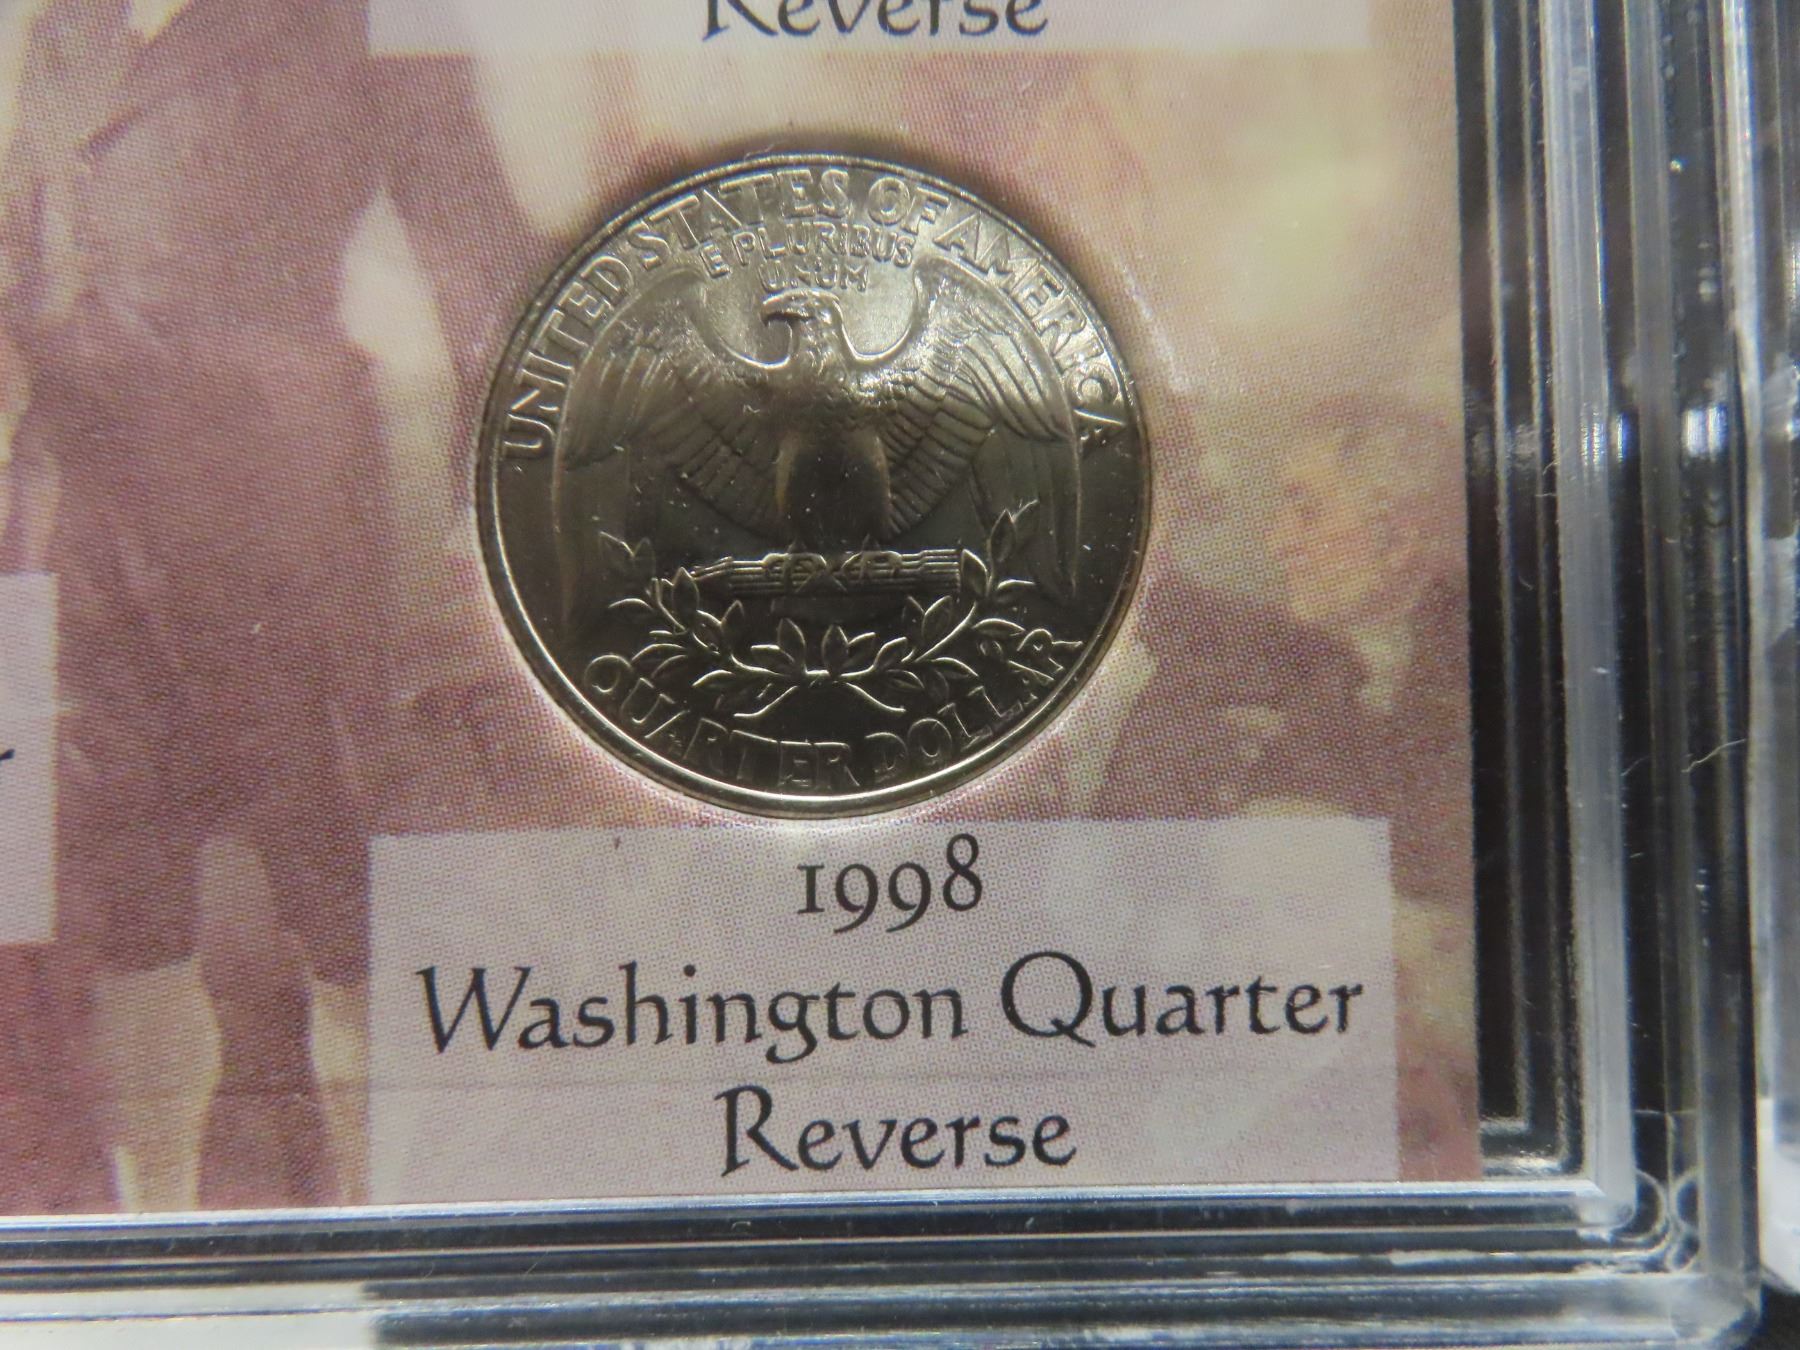 Reverse
UNITED STATES OF AMERICA
E PLURIBUS
UNUM
QUARTER DOLLAR
1998
Washington Quarter
Reverse